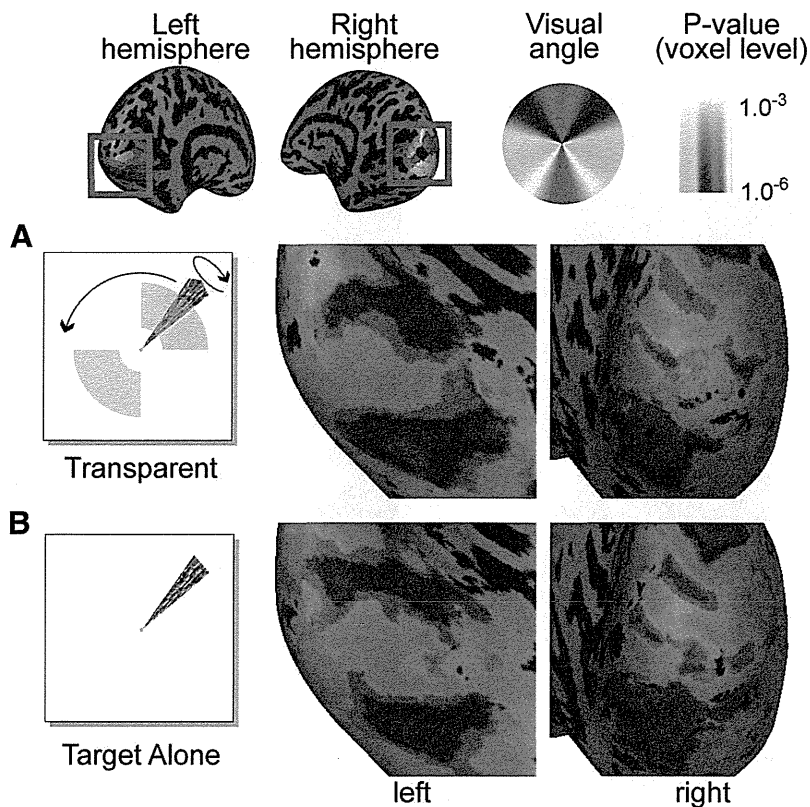 Left hemisphere
Right hemisphere
Visual angle
P-value (voxel level)
1.0⁻³
1.0⁻⁶
A
Transparent
B
Target Alone
left
right